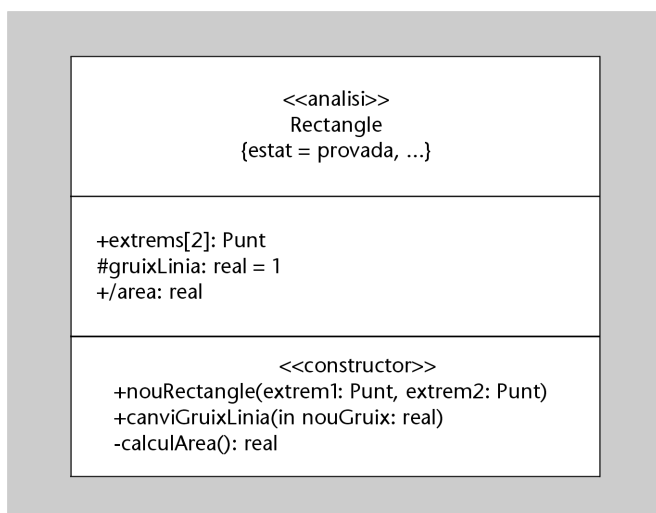 <<analisi>>
Rectangle
{estat = provada, ...}
+extrems[2]: Punt
#gruixLinia: real = 1
+/area: real
<<constructor>>
+nouRectangle(extrem1: Punt, extrem2: Punt)
+canviGruixLinia(in nouGruix: real)
-calculArea(): real